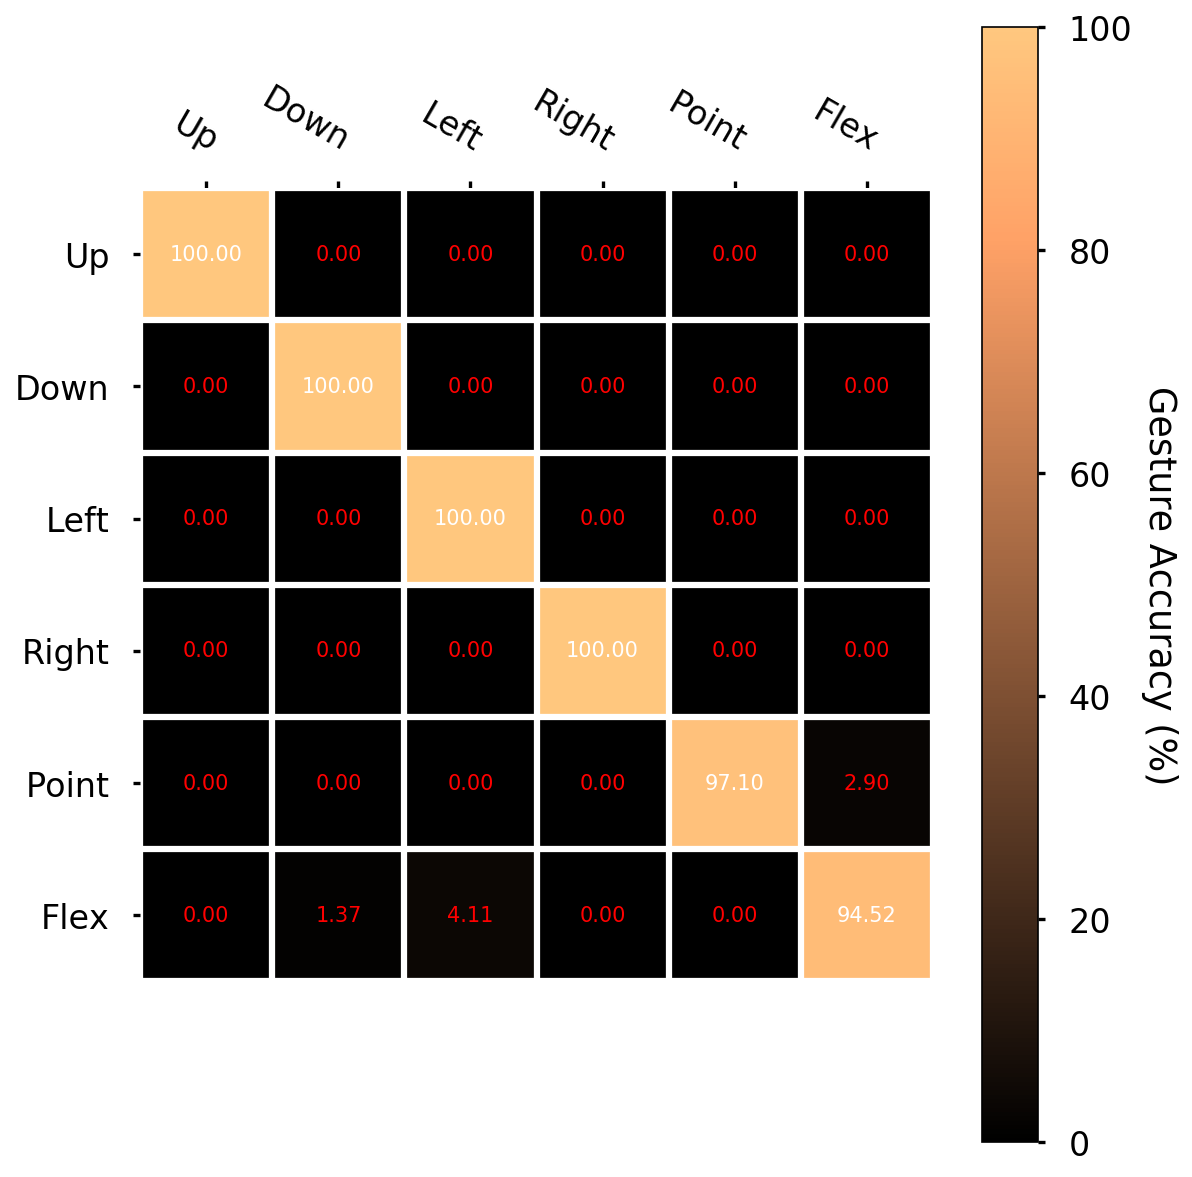 Up Down Left Right Point Flex
Up 100.00 0.00 0.00 0.00 0.00 0.00
Down 0.00 100.00 0.00 0.00 0.00 0.00
Left 0.00 0.00 100.00 0.00 0.00 0.00
Right 0.00 0.00 0.00 100.00 0.00 0.00
Point 0.00 0.00 0.00 0.00 97.10 2.90
Flex 0.00 1.37 4.11 0.00 0.00 94.52
100
80
60
40
20
0
Gesture Accuracy (%)